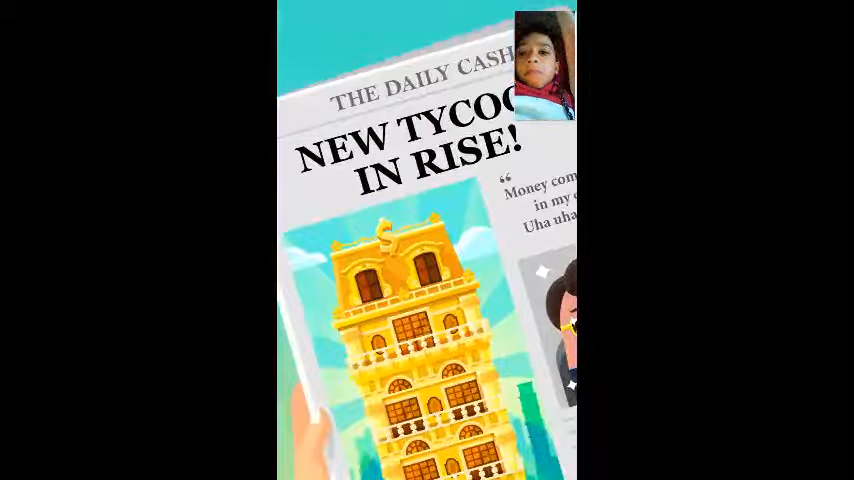 THE DAILY CASH
NEW TYCOO
IN RISE!
“
Money com
in my
Uha uha